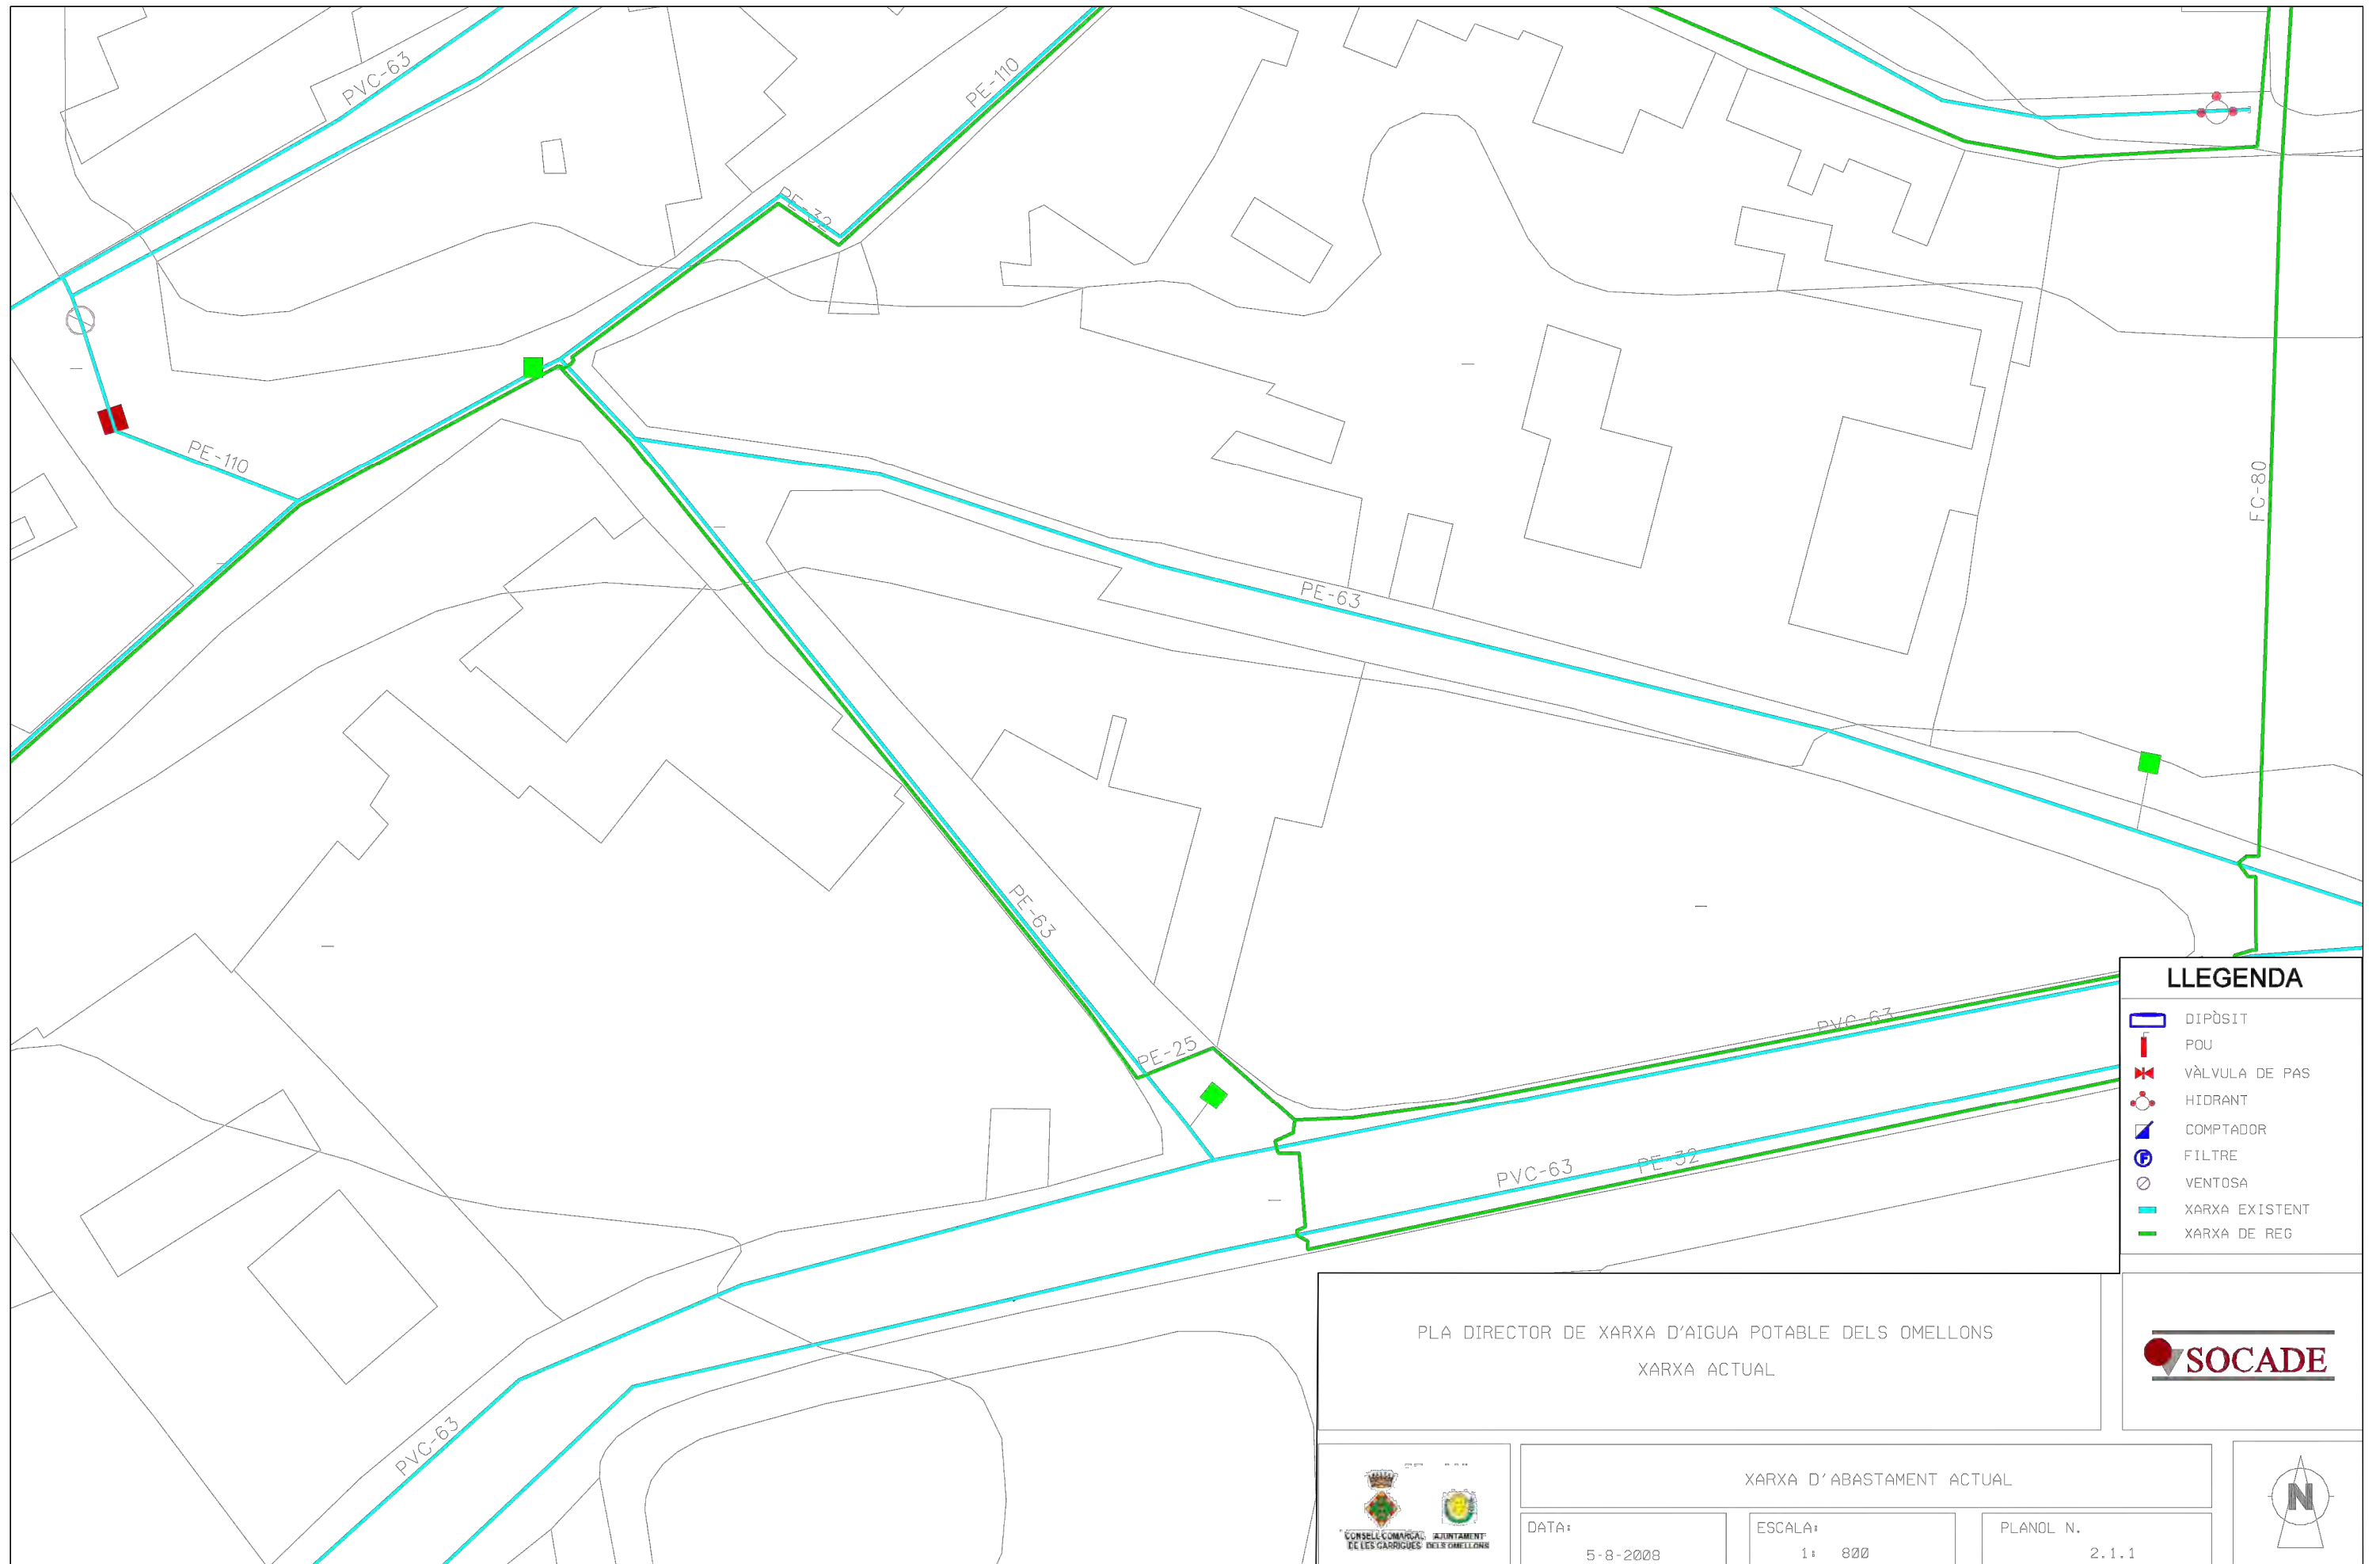 PVC-63
PE-110
PE-32
PE-110
FC-80
PE-63
PE-63
PE-25
PVC-63
PVC-63
PE-32
PVC-63
LLEGENDA
DIPÒSIT
POU
VÀLVULA DE PAS
HIDRANT
COMPTADOR
F FILTRE
VENTOSA
XARXA EXISTENT
XARXA DE REG
PLA DIRECTOR DE XARXA D'AIGUA POTABLE DELS OMELLONS
XARXA ACTUAL
SOCADE
CONSELL COMARCAL
DE LES GARRIGUES
AJUNTAMENT
DELS OMELLONS
XARXA D'ABASTAMENT ACTUAL
DATA:
5-8-2008
ESCALA:
1: 800
PLANOL N.
2.1.1
N